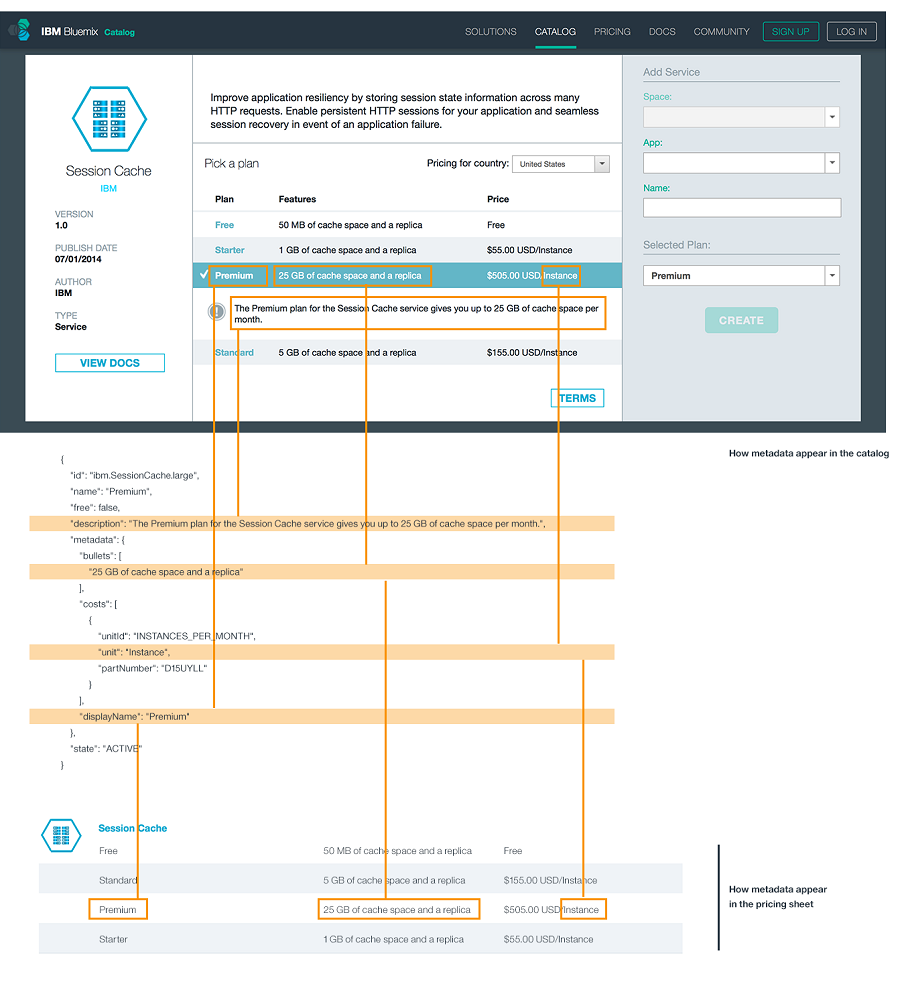 IBM Bluemix Catalog
SOLUTIONS CATALOG PRICING DOCS COMMUNITY SIGN UP LOG IN
Session Cache
IBM
VERSION
1.0
PUBLISH DATE
07/01/2014
AUTHOR
IBM
TYPE
Service
VIEW DOCS
Improve application resiliency by storing session state information across many
HTTP requests. Enable persistent HTTP sessions for your application and seamless
session recovery in event of an application failure.
Pick a plan Pricing for country: United States
Plan Features Price
Free 50 MB of cache space and a replica Free
Starter 1 GB of cache space and a replica $55.00 USD/Instance
Premium 25 GB of cache space and a replica $505.00 USD/Instance
The Premium plan for the Session Cache service gives you up to 25 GB of cache space per
month.
Standard 5 GB of cache space and a replica $155.00 USD/Instance
TERMS
Add Service
Space:
App:
Name:
Selected Plan:
Premium
CREATE
How metadata appear in the catalog
{
"id": "ibm.SessionCache.large",
"name": "Premium",
"free": false,
"description": "The Premium plan for the Session Cache service gives you up to 25 GB of cache space per month.",
"metadata": {
"bullets": [
"25 GB of cache space and a replica"
],
"costs": [
{
"unitId": "INSTANCES_PER_MONTH",
"unit": "Instance",
"partNumber": "D15UYLL"
}
],
"displayName": "Premium"
},
"state": "ACTIVE"
}
Session Cache
Free 50 MB of cache space and a replica Free
Standard 5 GB of cache space and a replica $155.00 USD/Instance
Premium 25 GB of cache space and a replica $505.00 USD/Instance
Starter 1 GB of cache space and a replica $55.00 USD/Instance
How metadata appear
in the pricing sheet